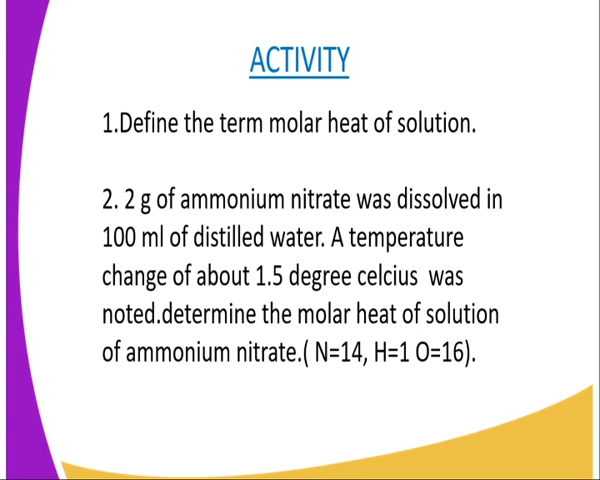 ACTIVITY
1.Define the term molar heat of solution.
2. 2 g of ammonium nitrate was dissolved in
100 ml of distilled water. A temperature
change of about 1.5 degree celcius  was
noted.determine the molar heat of solution
of ammonium nitrate.( N=14, H=1 O=16).